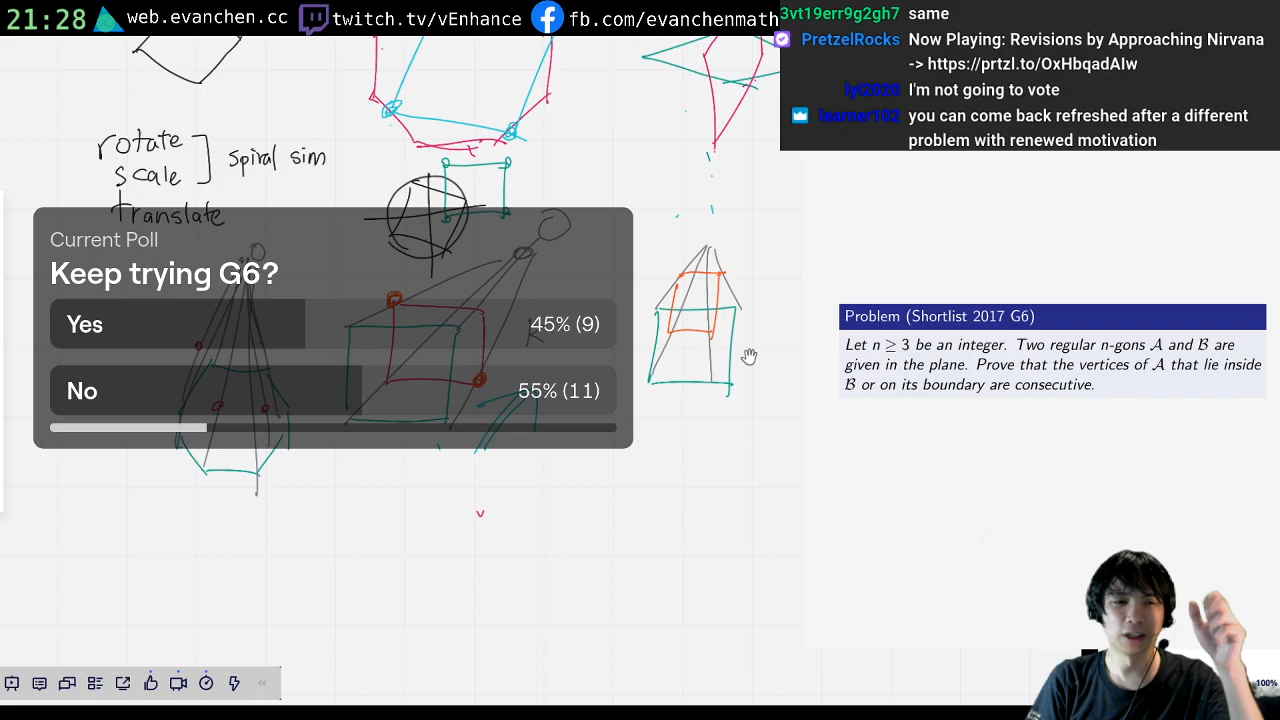 21:28 web.evanchen.cc twitch.tv/vEnhance fb.com/evanchenmath
3vt19err9g2gh7 same
PretzelRocks Now Playing: Revisions by Approaching Nirvana
-> https://prtzl.to/OxHbqadAIw
lyl2020 I'm not going to vote
learner102 you can come back refreshed after a different
problem with renewed motivation
rotate
scale
spiral sim
translate
Current Poll
Keep trying G6?
Yes 45% (9)
No 55% (11)
Problem (Shortlist 2017 G6)
Let n ≥ 3 be an integer. Two regular n-gons A and B are
given in the plane. Prove that the vertices of A that lie inside
B or on its boundary are consecutive.
100%